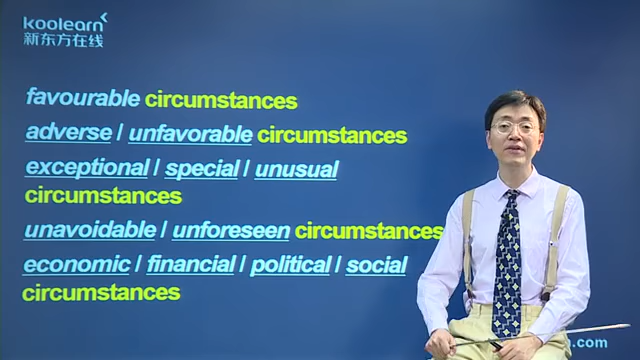 koolearn
新东方在线
favourable circumstances
adverse / unfavorable circumstances
exceptional / special / unusual
circumstances
unavoidable / unforeseen circumstances
economic / financial / political / social
circumstances
.com